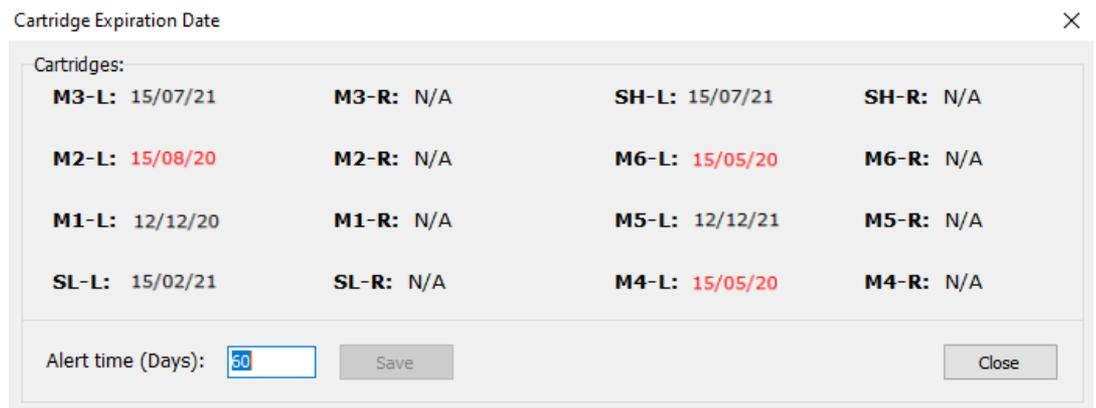 Cartridge Expiration Date
Cartridges:
M3-L: 15/07/21 M3-R: N/A SH-L: 15/07/21 SH-R: N/A
M2-L: 15/08/20 M2-R: N/A M6-L: 15/05/20 M6-R: N/A
M1-L: 12/12/20 M1-R: N/A M5-L: 12/12/21 M5-R: N/A
SL-L: 15/02/21 SL-R: N/A M4-L: 15/05/20 M4-R: N/A
Alert time (Days): 60 Save Close